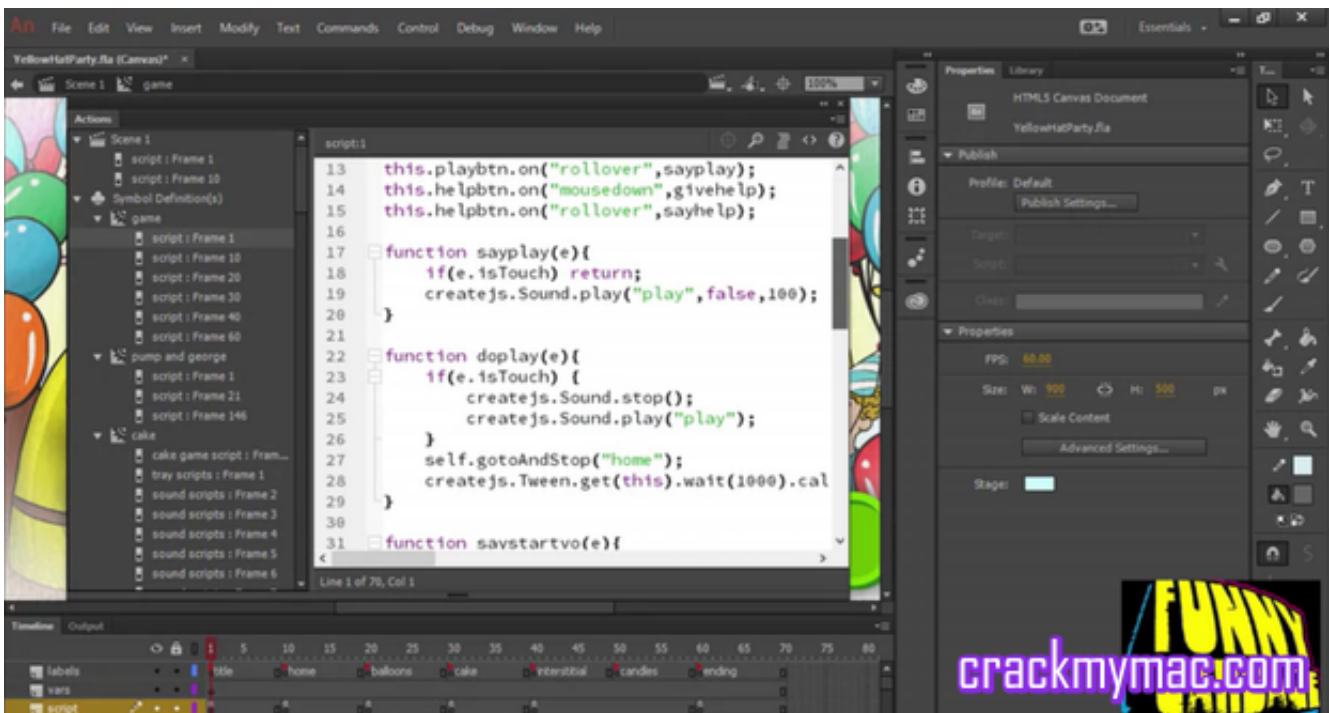 An File Edit View Insert Modify Text Commands Control Debug Window Help Essentials
YellowHatParty.fla (Canvas)* ×
Scene 1 game 100%
Actions
Scene 1
script : Frame 1
script : Frame 10
Symbol Definition(s)
game
script : Frame 1
script : Frame 10
script : Frame 20
script : Frame 30
script : Frame 40
script : Frame 60
pump and george
script : Frame 1
script : Frame 21
script : Frame 146
cake
cake game script : Fram...
tray scripts : Frame 1
sound scripts : Frame 2
sound scripts : Frame 3
sound scripts : Frame 4
sound scripts : Frame 5
sound scripts : Frame 6
script:1
13 this.playbtn.on("rollover",sayplay);
14 this.helpbtn.on("mousedown",givehelp);
15 this.helpbtn.on("rollover",sayhelp);
16
17 function sayplay(e){
18 if(e.isTouch) return;
19 createjs.Sound.play("play",false,100);
20 }
21
22 function doplay(e){
23 if(e.isTouch) {
24 createjs.Sound.stop();
25 createjs.Sound.play("play");
26 }
27 self.gotoAndStop("home");
28 createjs.Tween.get(this).wait(1000).cal
29 }
30
31 function saystartvo(e){
Line 1 of 70, Col 1
Properties Library
HTML5 Canvas Document
YellowHatParty.fla
Publish
Profile: Default
Publish Settings...
Target:
Script:
Class:
Properties
FPS: 60.00
Size: W: 900 H: 500 px
Scale Content
Advanced Settings...
Stage:
T...
Timeline Output
1 5 10 15 20 25 30 35 40 45 50 55 60 65 70 75 80
labels title home balloons cake interstitial candles ending
vars
script
FUNNY
crackmymac.com